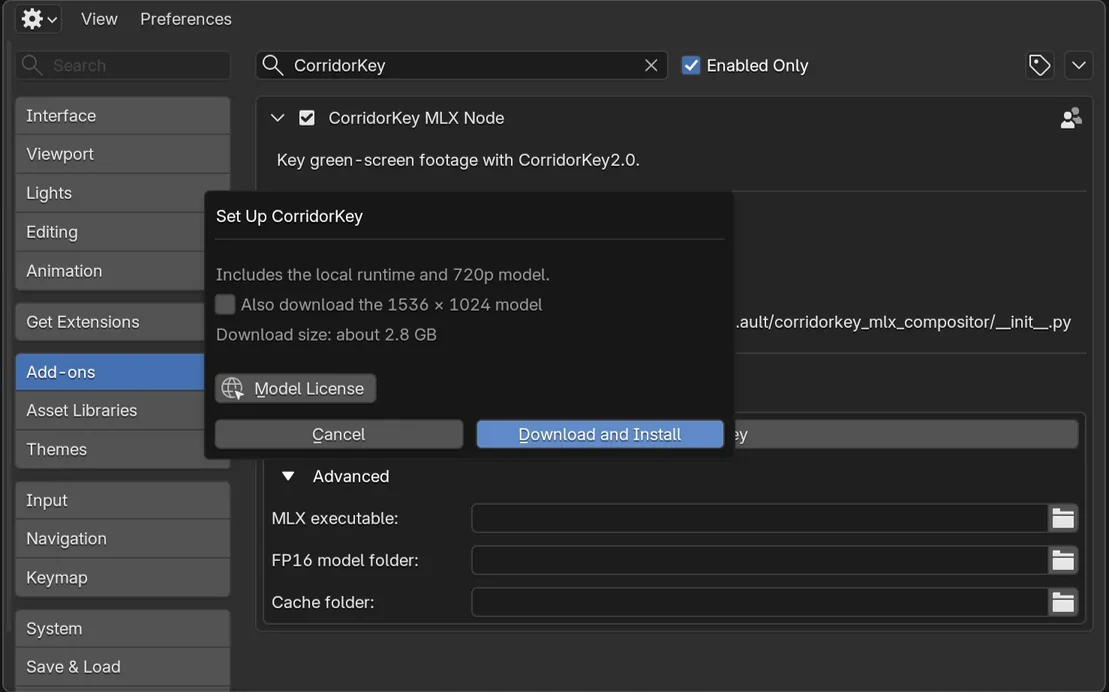 View Preferences
Search
CorridorKey
Enabled Only
Interface
Viewport
Lights
Editing
Animation
Get Extensions
Add-ons
Asset Libraries
Themes
Input
Navigation
Keymap
System
Save & Load
CorridorKey MLX Node
Key green-screen footage with CorridorKey2.0.
Set Up CorridorKey
Includes the local runtime and 720p model.
Also download the 1536 × 1024 model
Download size: about 2.8 GB
Model License
Cancel
Download and Install
.ault/corridorkey_mlx_compositor/__init__.py
ey
Advanced
MLX executable:
FP16 model folder:
Cache folder: